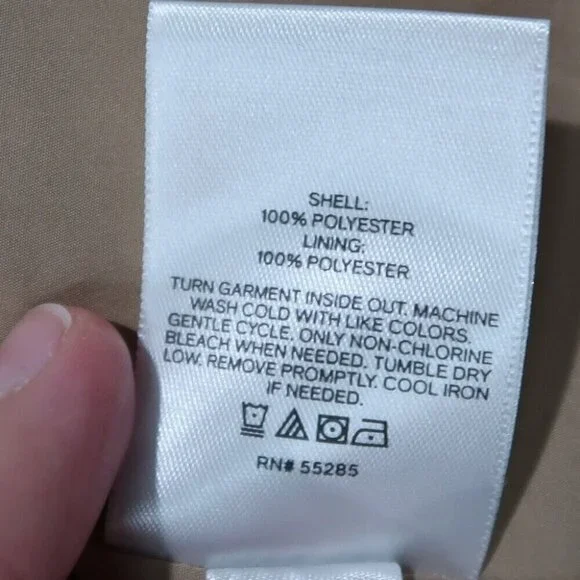 SHELL:
100% POLYESTER
LINING:
100% POLYESTER
TURN GARMENT INSIDE OUT. MACHINE
WASH COLD WITH LIKE COLORS.
GENTLE CYCLE. ONLY NON-CHLORINE
BLEACH WHEN NEEDED. TUMBLE DRY
LOW. REMOVE PROMPTLY. COOL IRON
IF NEEDED.
RN# 55285